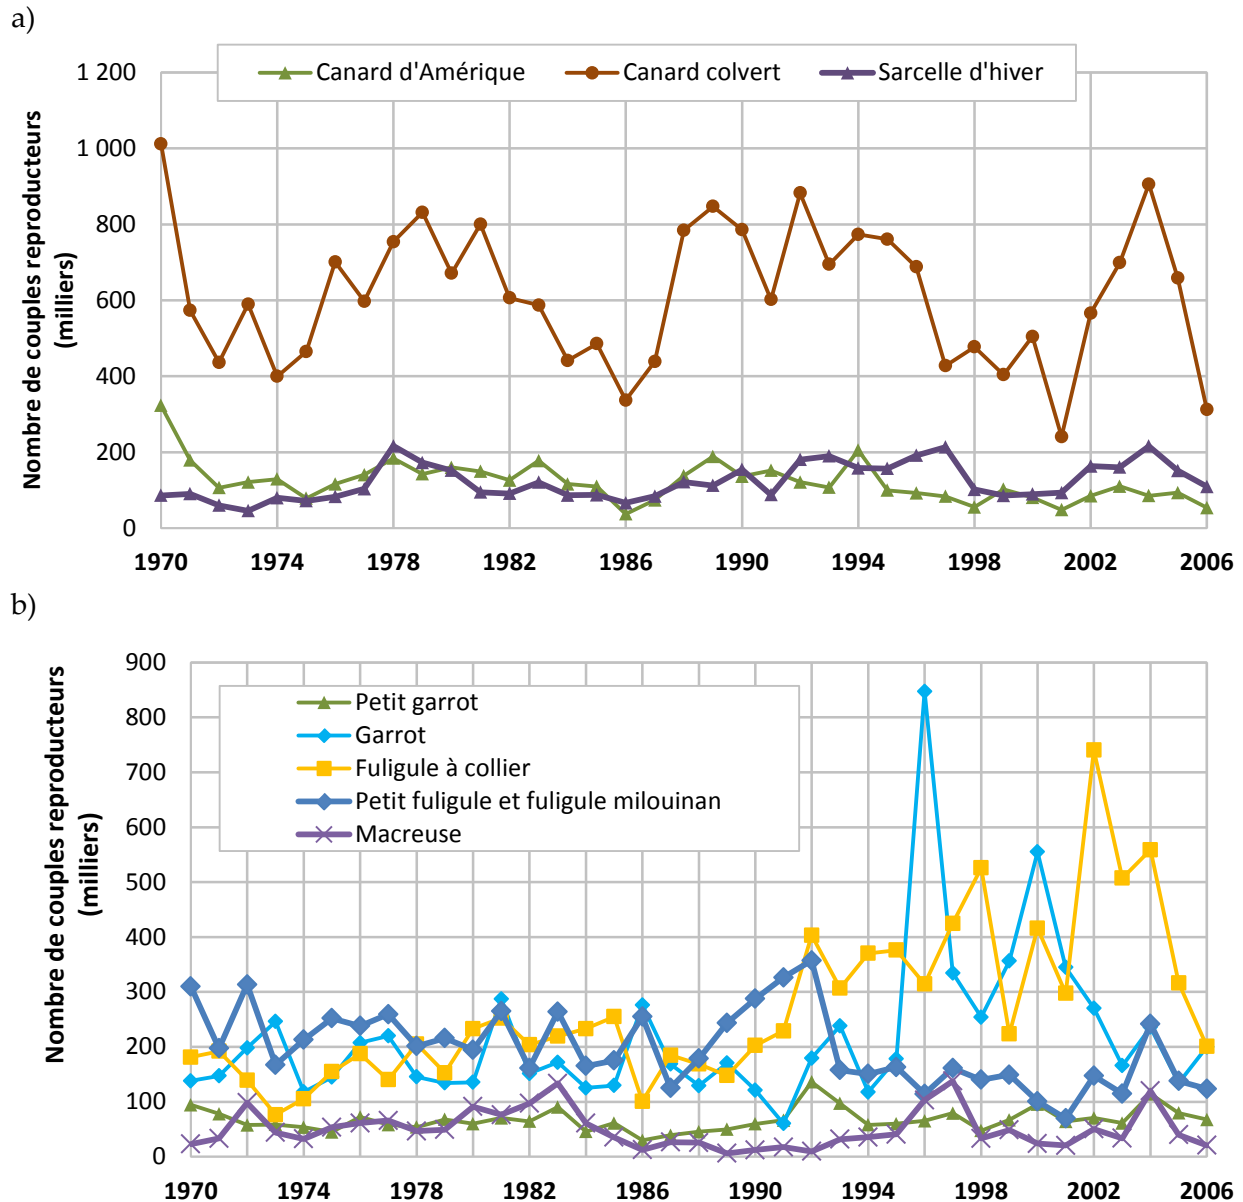 a)
Canard d'Amérique Canard colvert Sarcelle d'hiver
Nombre de couples reproducteurs
(milliers)
1 200
1 000
800
600
400
200
0
1970 1974 1978 1982 1986 1990 1994 1998 2002 2006
b)
Nombre de couples reproducteurs
(milliers)
900
800
700
600
500
400
300
200
100
0
Petit garrot
Garrot
Fuligule à collier
Petit fuligule et fuligule milouinan
Macreuse
1970 1974 1978 1982 1986 1990 1994 1998 2002 2006